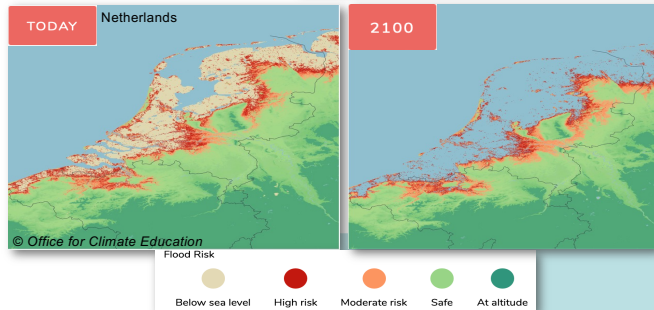 TODAY
Netherlands
2100
© Office for Climate Education
Flood Risk
Below sea level High risk Moderate risk Safe At altitude